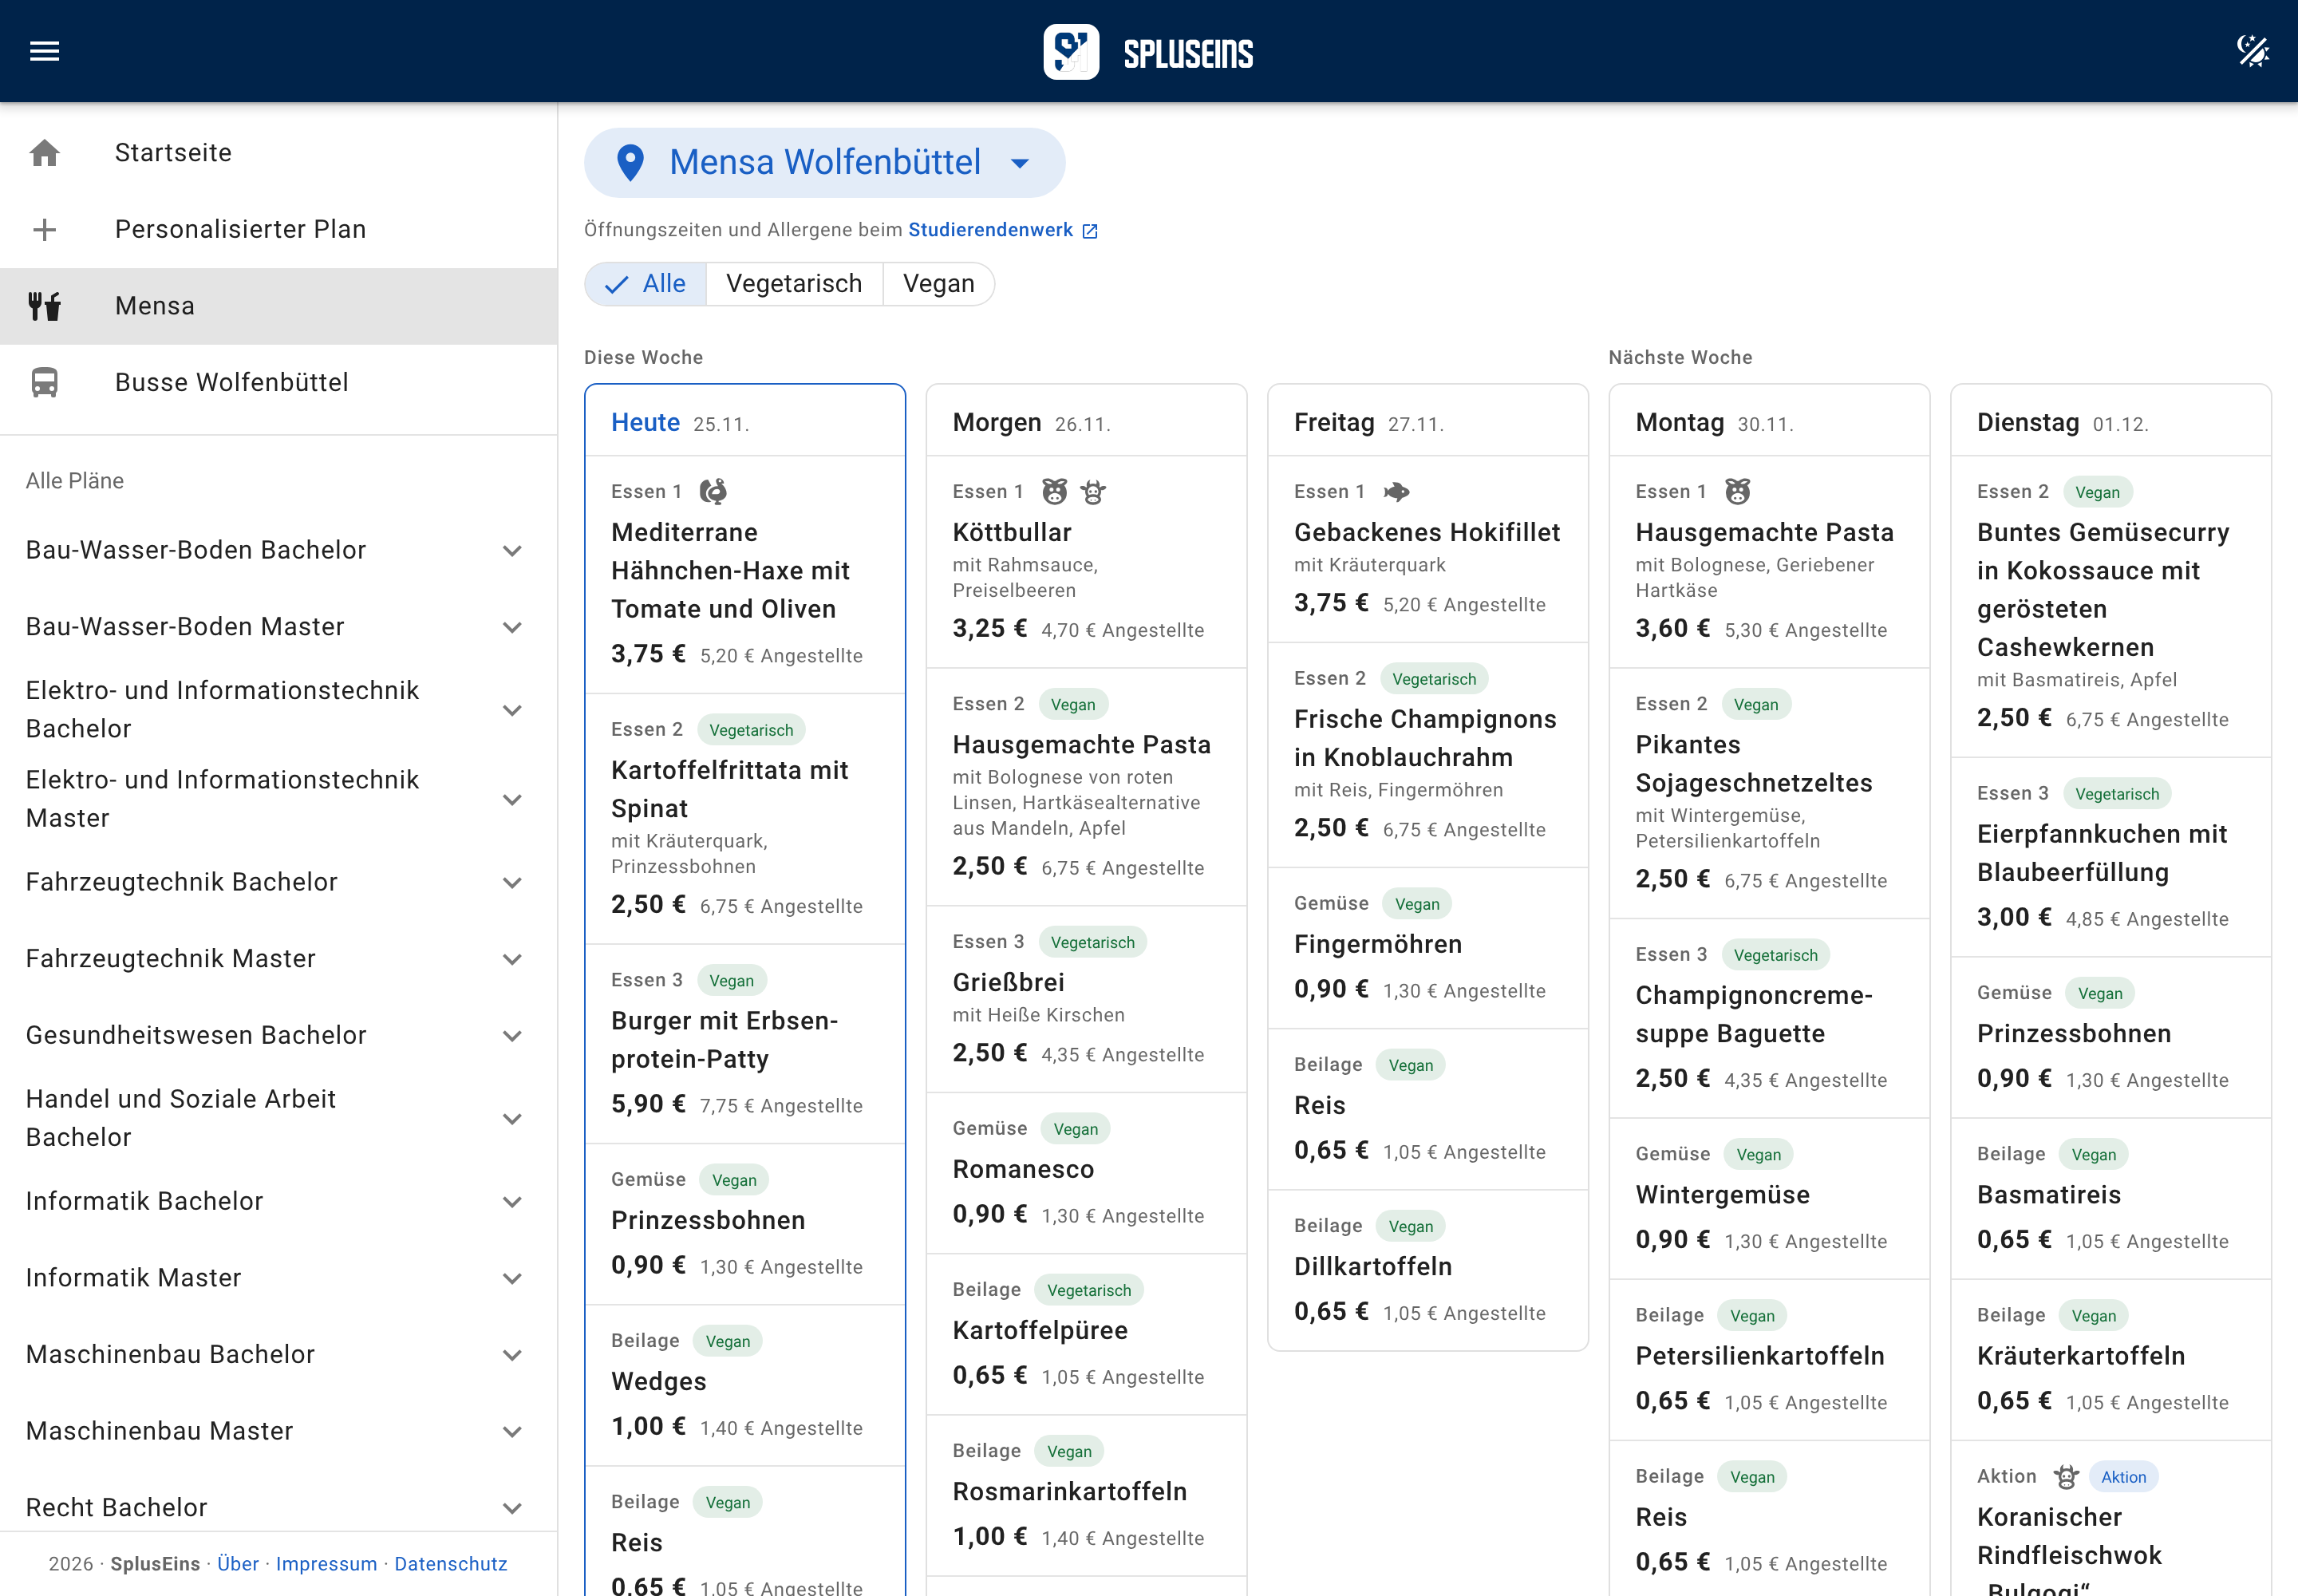 SPLUSEINS
Startseite
Personalisierter Plan
Mensa
Busse Wolfenbüttel
Alle Pläne
Bau-Wasser-Boden Bachelor
Bau-Wasser-Boden Master
Elektro- und Informationstechnik
Bachelor
Elektro- und Informationstechnik
Master
Fahrzeugtechnik Bachelor
Fahrzeugtechnik Master
Gesundheitswesen Bachelor
Handel und Soziale Arbeit
Bachelor
Informatik Bachelor
Informatik Master
Maschinenbau Bachelor
Maschinenbau Master
Recht Bachelor
2026 · SplusEins · Über · Impressum · Datenschutz
Mensa Wolfenbüttel
Öffnungszeiten und Allergene beim Studierendenwerk
Alle
Vegetarisch
Vegan
Diese Woche
Heute 25.11.
Essen 1
Mediterrane
Hähnchen-Haxe mit
Tomate und Oliven
3,75 € 5,20 € Angestellte
Essen 2 Vegetarisch
Kartoffelfrittata mit
Spinat
mit Kräuterquark,
Prinzessbohnen
2,50 € 6,75 € Angestellte
Essen 3 Vegan
Burger mit Erbsen-
protein-Patty
5,90 € 7,75 € Angestellte
Gemüse Vegan
Prinzessbohnen
0,90 € 1,30 € Angestellte
Beilage Vegan
Wedges
1,00 € 1,40 € Angestellte
Beilage Vegan
Reis
0,65 € 1,05 € Angestellte
Morgen 26.11.
Essen 1
Köttbullar
mit Rahmsauce,
Preiselbeeren
3,25 € 4,70 € Angestellte
Essen 2 Vegan
Hausgemachte Pasta
mit Bolognese von roten
Linsen, Hartkäsealternative
aus Mandeln, Apfel
2,50 € 6,75 € Angestellte
Essen 3 Vegetarisch
Grießbrei
mit Heiße Kirschen
2,50 € 4,35 € Angestellte
Gemüse Vegan
Romanesco
0,90 € 1,30 € Angestellte
Beilage Vegetarisch
Kartoffelpüree
0,65 € 1,05 € Angestellte
Beilage Vegan
Rosmarinkartoffeln
1,00 € 1,40 € Angestellte
Freitag 27.11.
Essen 1
Gebackenes Hokifillet
mit Kräuterquark
3,75 € 5,20 € Angestellte
Essen 2 Vegetarisch
Frische Champignons
in Knoblauchrahm
mit Reis, Fingermöhren
2,50 € 6,75 € Angestellte
Gemüse Vegan
Fingermöhren
0,90 € 1,30 € Angestellte
Beilage Vegan
Reis
0,65 € 1,05 € Angestellte
Beilage Vegan
Dillkartoffeln
0,65 € 1,05 € Angestellte
Nächste Woche
Montag 30.11.
Essen 1
Hausgemachte Pasta
mit Bolognese, Geriebener
Hartkäse
3,60 € 5,30 € Angestellte
Essen 2 Vegan
Pikantes
Sojageschnetzeltes
mit Wintergemüse,
Petersilienkartoffeln
2,50 € 6,75 € Angestellte
Essen 3 Vegetarisch
Champignoncreme-
suppe Baguette
2,50 € 4,35 € Angestellte
Gemüse Vegan
Wintergemüse
0,90 € 1,30 € Angestellte
Beilage Vegan
Petersilienkartoffeln
0,65 € 1,05 € Angestellte
Beilage Vegan
Reis
0,65 € 1,05 € Angestellte
Dienstag 01.12.
Essen 2 Vegan
Buntes Gemüsecurry
in Kokossauce mit
gerösteten
Cashewkernen
mit Basmatireis, Apfel
2,50 € 6,75 € Angestellte
Essen 3 Vegetarisch
Eierpfannkuchen mit
Blaubeerfüllung
3,00 € 4,85 € Angestellte
Gemüse Vegan
Prinzessbohnen
0,90 € 1,30 € Angestellte
Beilage Vegan
Basmatireis
0,65 € 1,05 € Angestellte
Beilage Vegan
Kräuterkartoffeln
0,65 € 1,05 € Angestellte
Aktion Aktion
Koranischer
Rindfleischwok
„Bulgogi“